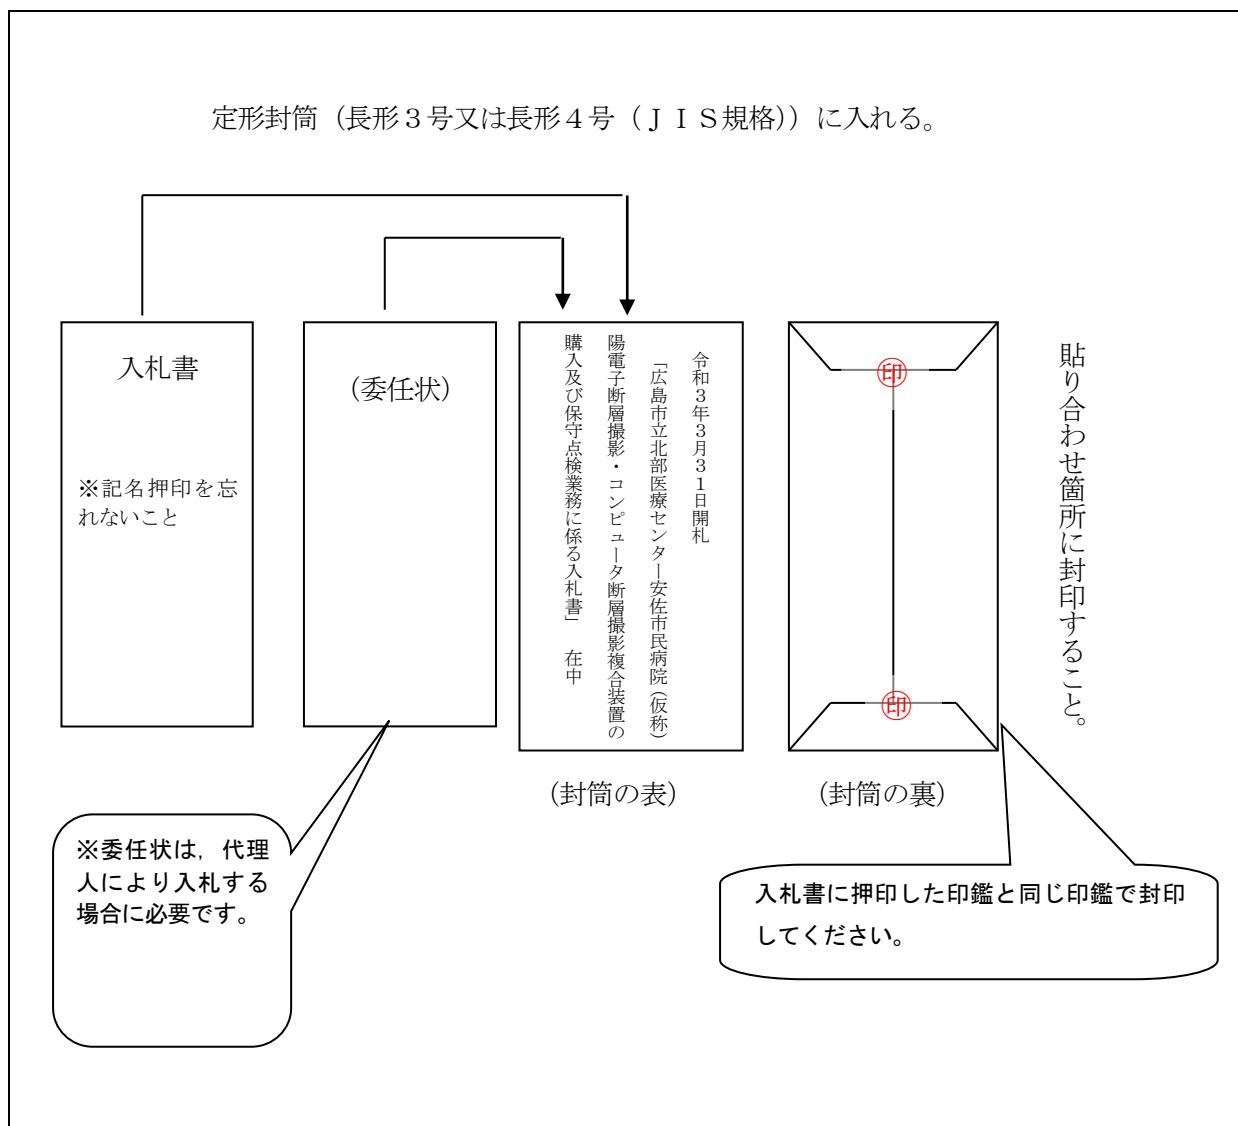 定形封筒（長形３号又は長形４号（ＪＩＳ規格））に入れる。
入札書
※記名押印を忘
れないこと
（委任状）
令和３年３月３１日開札
「広島市立北部医療センター安佐市民病院（仮称）
陽電子断層撮影・コンピュータ断層撮影複合装置の
購入及び保守点検業務に係る入札書」　在中
印
印
貼り合わせ箇所に封印すること。
（封筒の表）
（封筒の裏）
※委任状は，代理
人により入札する
場合に必要です。
入札書に押印した印鑑と同じ印鑑で封印
してください。